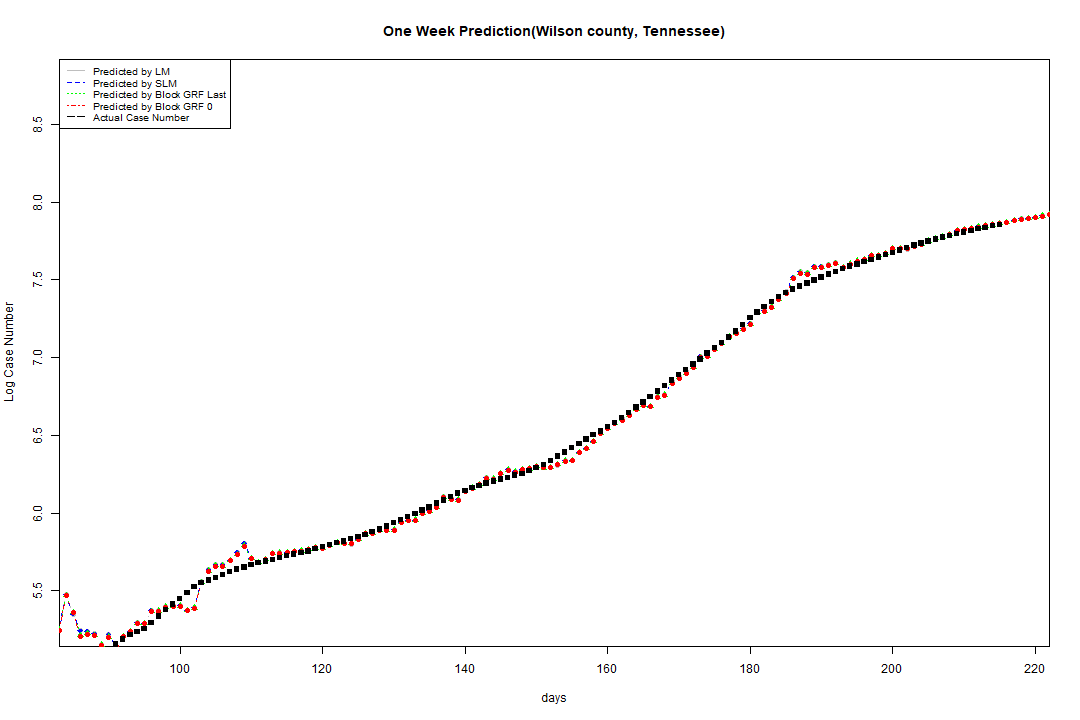 One Week Prediction(Wilson county, Tennessee)
Predicted by LM
Predicted by SLM
Predicted by Block GRF Last
Predicted by Block GRF 0
Actual Case Number
8.5
8.0
7.5
7.0
6.5
6.0
5.5
Log Case Number
100 120 140 160 180 200 220
days